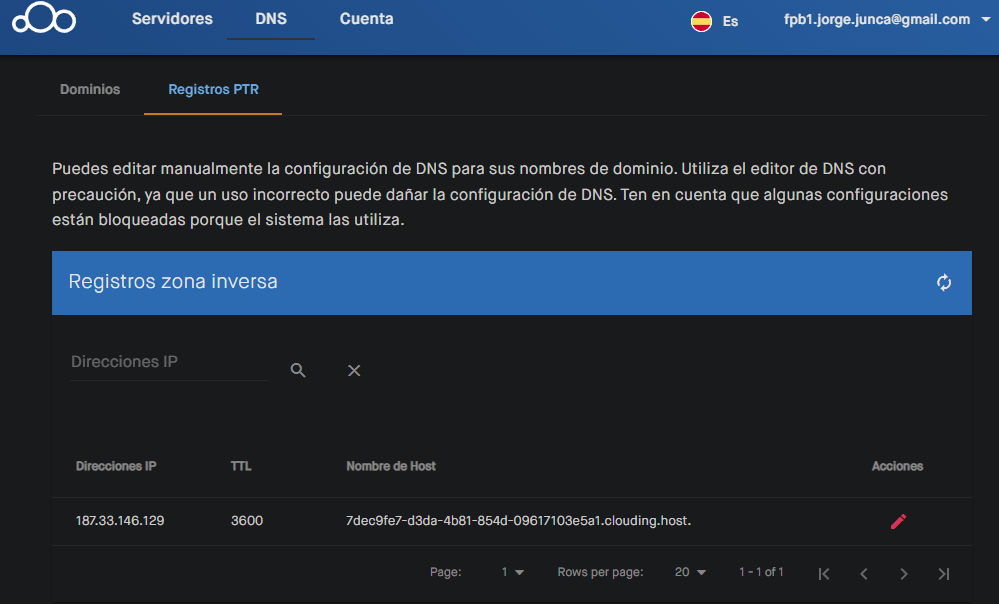 Servidores DNS Cuenta Es fpb1.jorge.junca@gmail.com
Dominios Registros PTR
Puedes editar manualmente la configuración de DNS para sus nombres de dominio. Utiliza el editor de DNS con
precaución, ya que un uso incorrecto puede dañar la configuración de DNS. Ten en cuenta que algunas configuraciones
están bloqueadas porque el sistema las utiliza.
Registros zona inversa
Direcciones IP
Direcciones IP TTL Nombre de Host Acciones
187.33.146.129 3600 7dec9fe7-d3da-4b81-854d-09617103e5a1.clouding.host.
Page: 1 Rows per page: 20 1 - 1 of 1